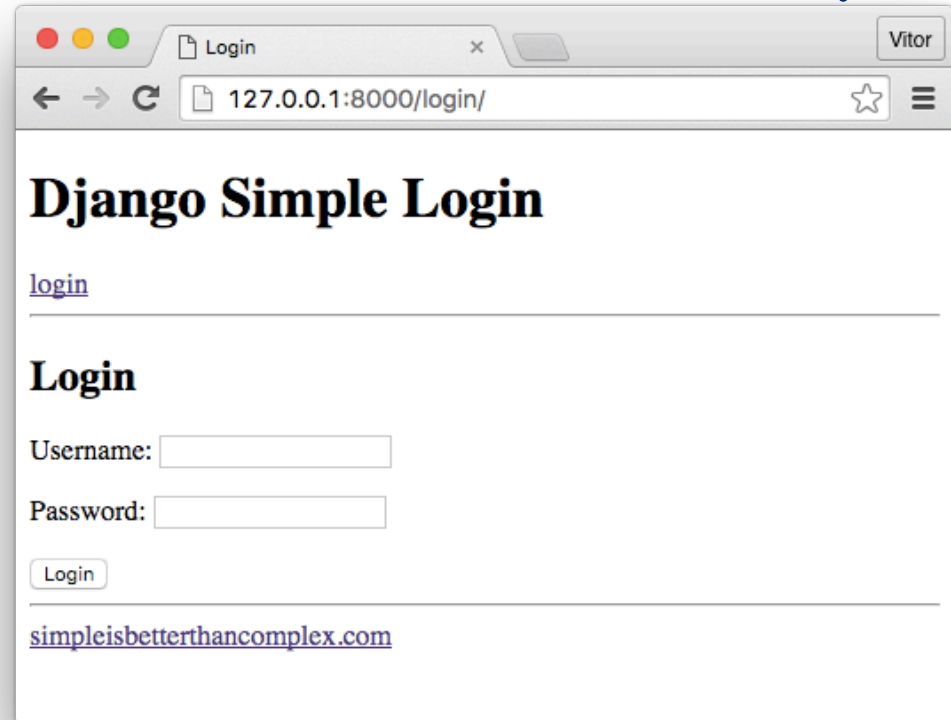 Login
Vitor
127.0.0.1:8000/login/
Django Simple Login
login
Login
Username:
Password:
Login
simpleisbetterthancomplex.com